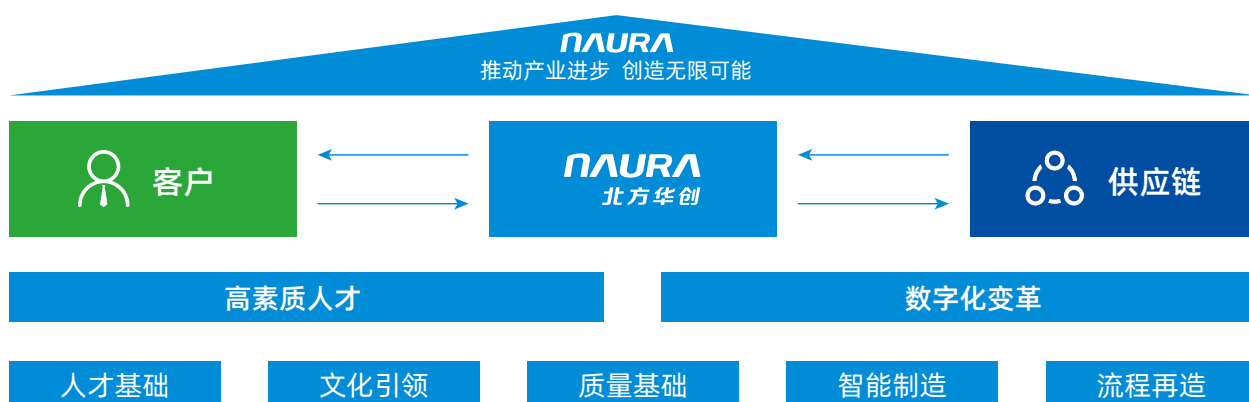 NAURA
推动产业进步 创造无限可能
客户
NAURA
北方华创
供应链
高素质人才
数字化变革
人才基础
文化引领
质量基础
智能制造
流程再造